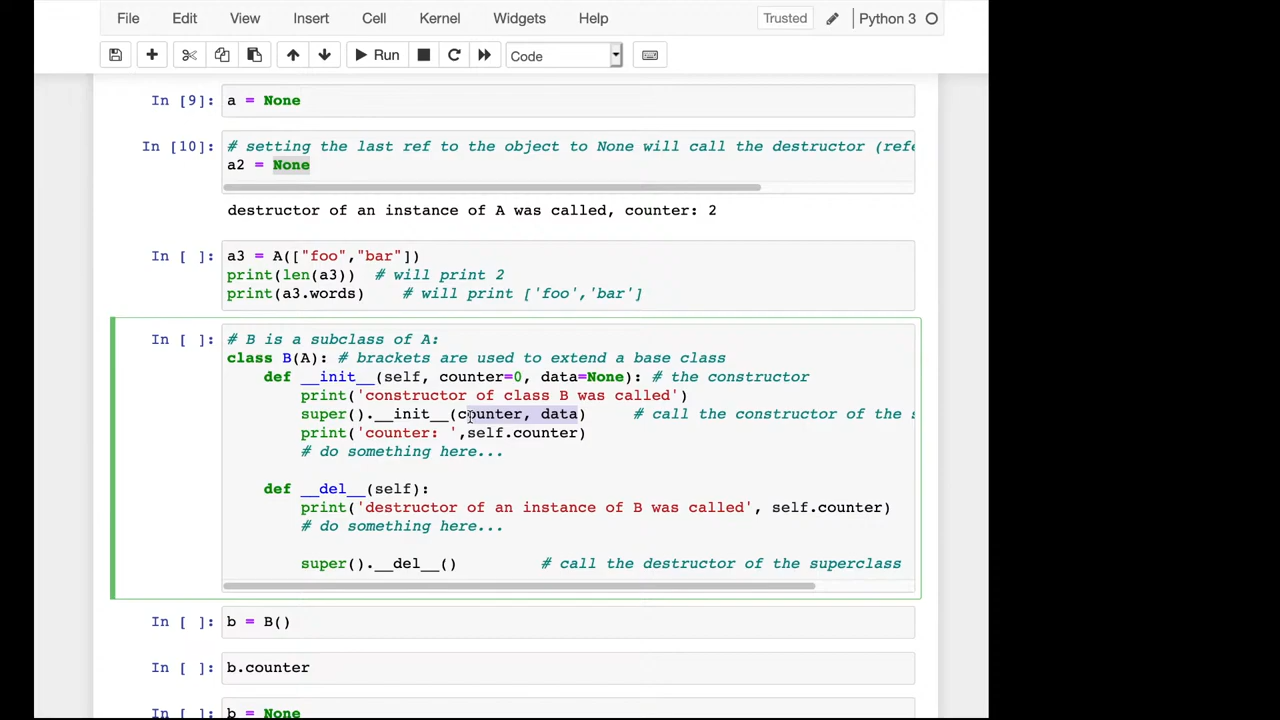 File Edit View Insert Cell Kernel Widgets Help Trusted Python 3
Run Code
In [9]: a = None
In [10]: # setting the last ref to the object to None will call the destructor (refe
a2 = None
destructor of an instance of A was called, counter: 2
In [ ]: a3 = A(["foo","bar"])
print(len(a3)) # will print 2
print(a3.words) # will print ['foo','bar']
In [ ]: # B is a subclass of A:
class B(A): # brackets are used to extend a base class
def __init__(self, counter=0, data=None): # the constructor
print('constructor of class B was called')
super().__init__(counter, data) # call the constructor of the s
print('counter: ',self.counter)
# do something here...
def __del__(self):
print('destructor of an instance of B was called', self.counter)
# do something here...
super().__del__() # call the destructor of the superclass
In [ ]: b = B()
In [ ]: b.counter
In [ ]: b = None